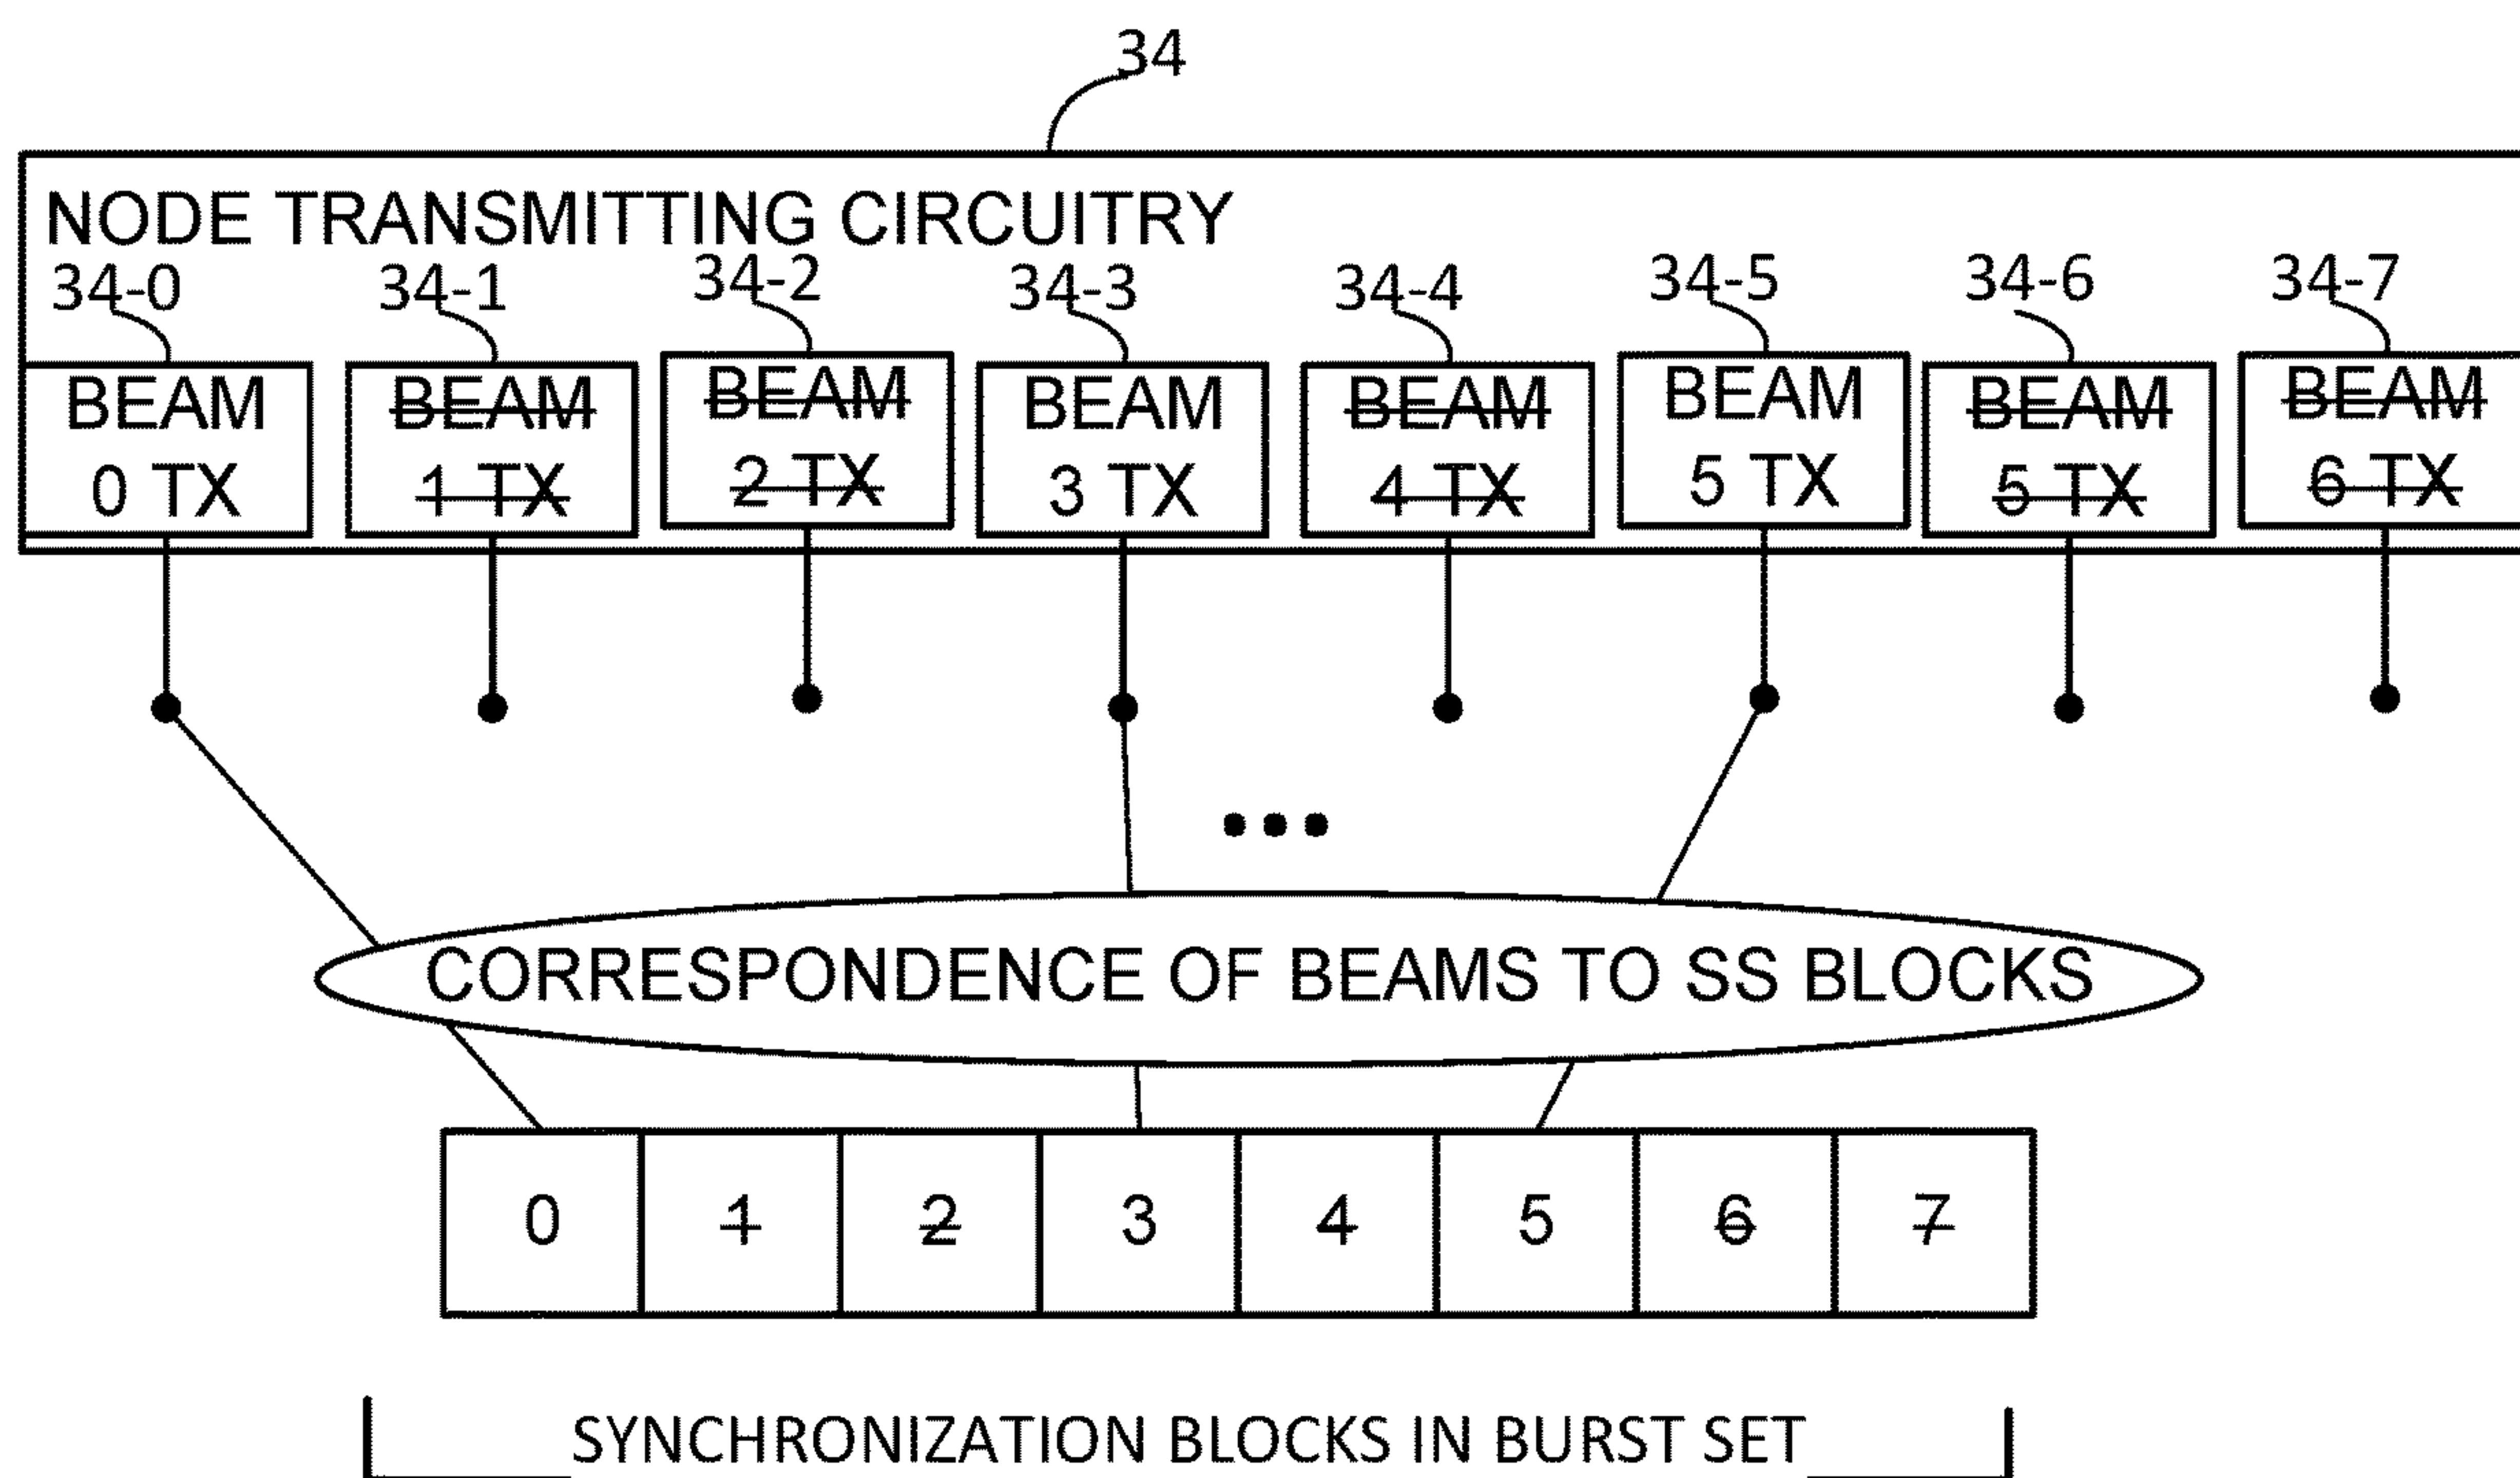 34
NODE TRANSMITTING CIRCUITRY
34-0 34-1 34-2 34-3 34-4 34-5 34-6 34-7
BEAM BEAM BEAM BEAM BEAM BEAM BEAM BEAM
0 TX 1 TX 2 TX 3 TX 4 TX 5 TX 5 TX 6 TX
CORRESPONDENCE OF BEAMS TO SS BLOCKS
0 1 2 3 4 5 6 7
SYNCHRONIZATION BLOCKS IN BURST SET